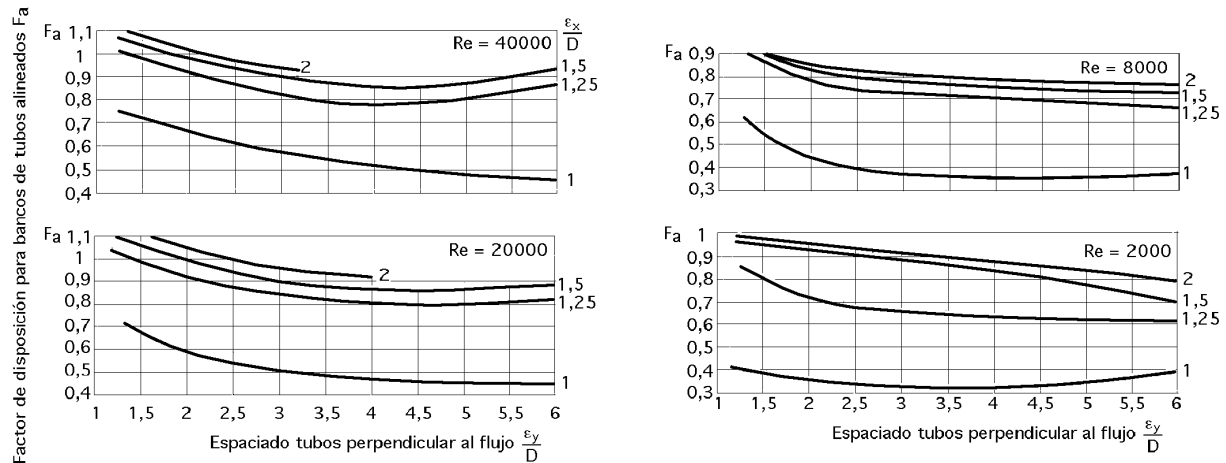 Factor de disposición para bancos de tubos alineados Fa
Fa 1,1
1
0,9
0,8
0,7
0,6
0,5
0,4
Re = 40000
εx
D
2
1,5
1,25
1
Fa 0,9
0,8
0,7
0,6
0,5
0,4
0,3
Re = 8000
2
1,5
1,25
1
Fa 1,1
1
0,9
0,8
0,7
0,6
0,5
0,4
Re = 20000
2
1,5
1,25
1
1 1,5 2 2,5 3 3,5 4 4,5 5 5,5 6
Espaciado tubos perpendicular al flujo εy
D
Fa 1
0,9
0,8
0,7
0,6
0,5
0,4
0,3
Re = 2000
2
1,5
1,25
1
1 1,5 2 2,5 3 3,5 4 4,5 5 5,5 6
Espaciado tubos perpendicular al flujo εy
D